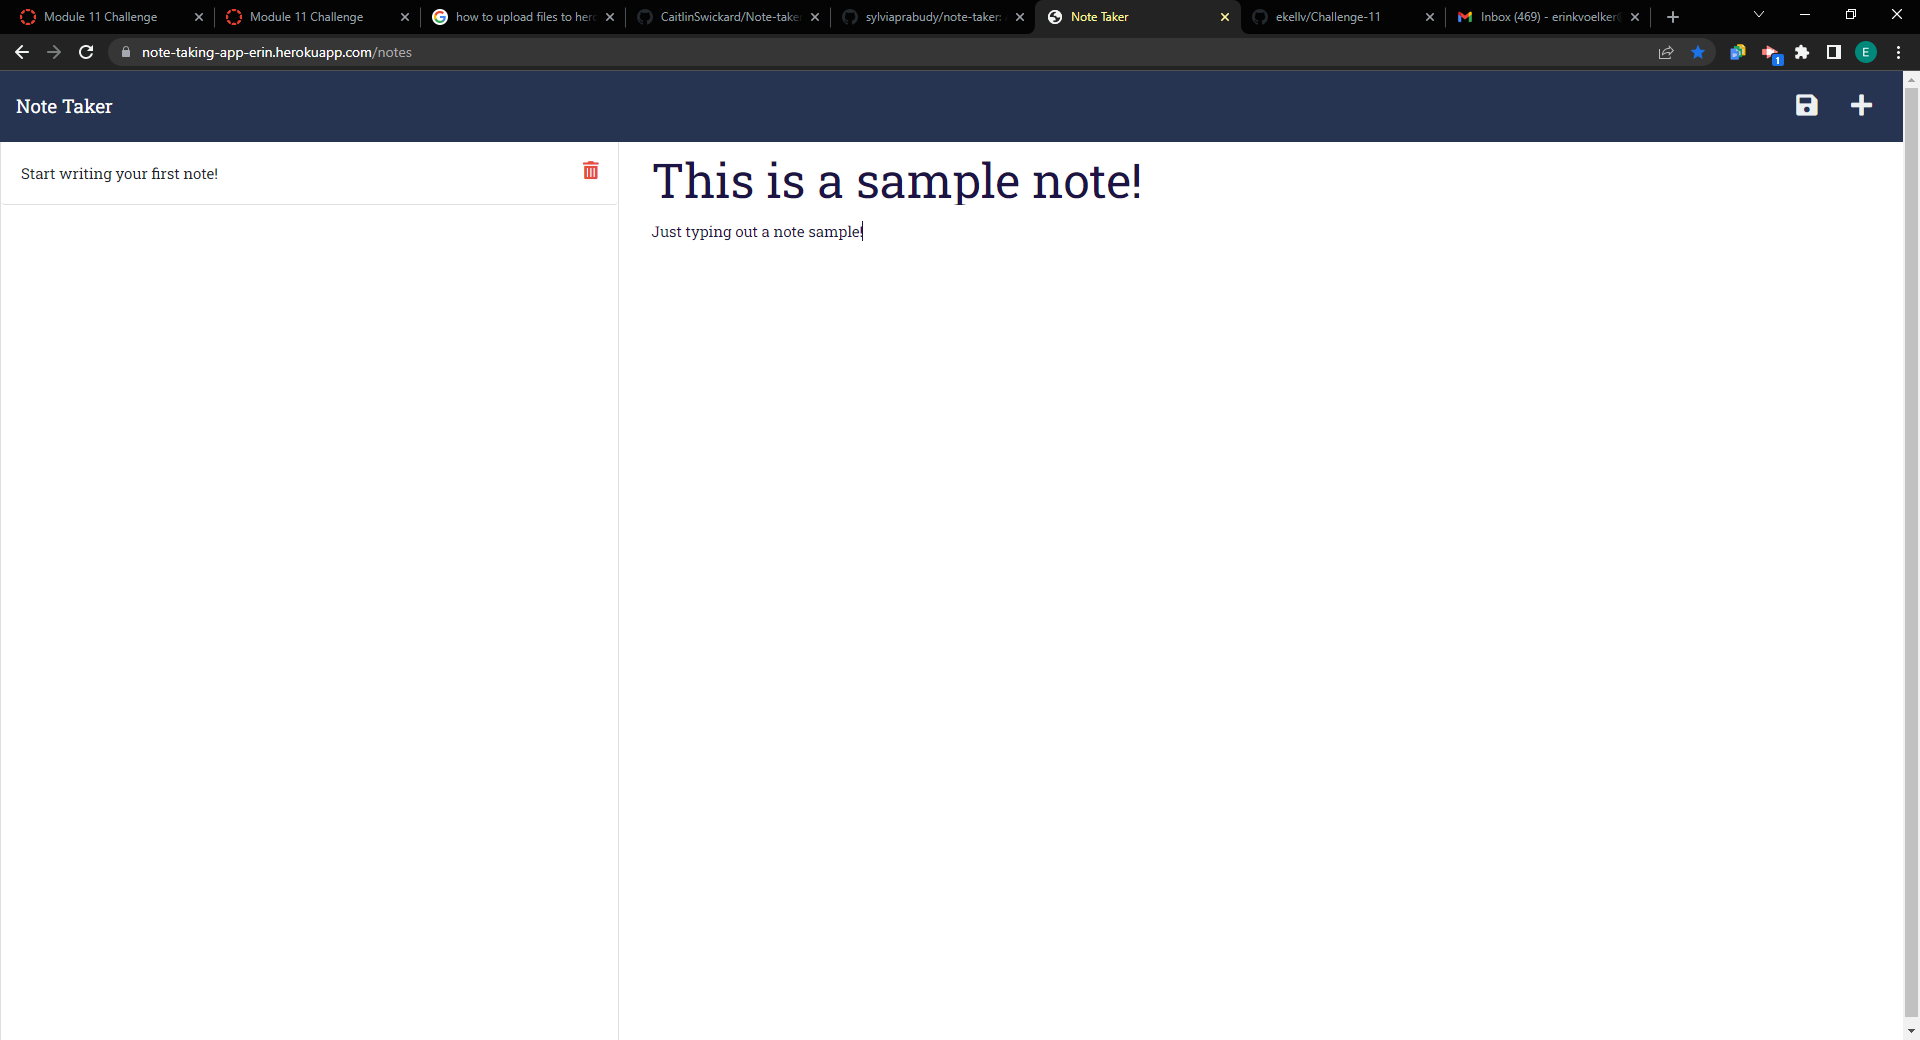 Module 11 Challenge
Module 11 Challenge
how to upload files to her
CaitlinSwickard/Note-take
sylviaprabudy/note-taker:
Note Taker
ekellv/Challenge-11
Inbox (469) - erinkvoelker
note-taking-app-erin.herokuapp.com/notes
1
E
Note Taker
Start writing your first note!
This is a sample note!
Just typing out a note sample!